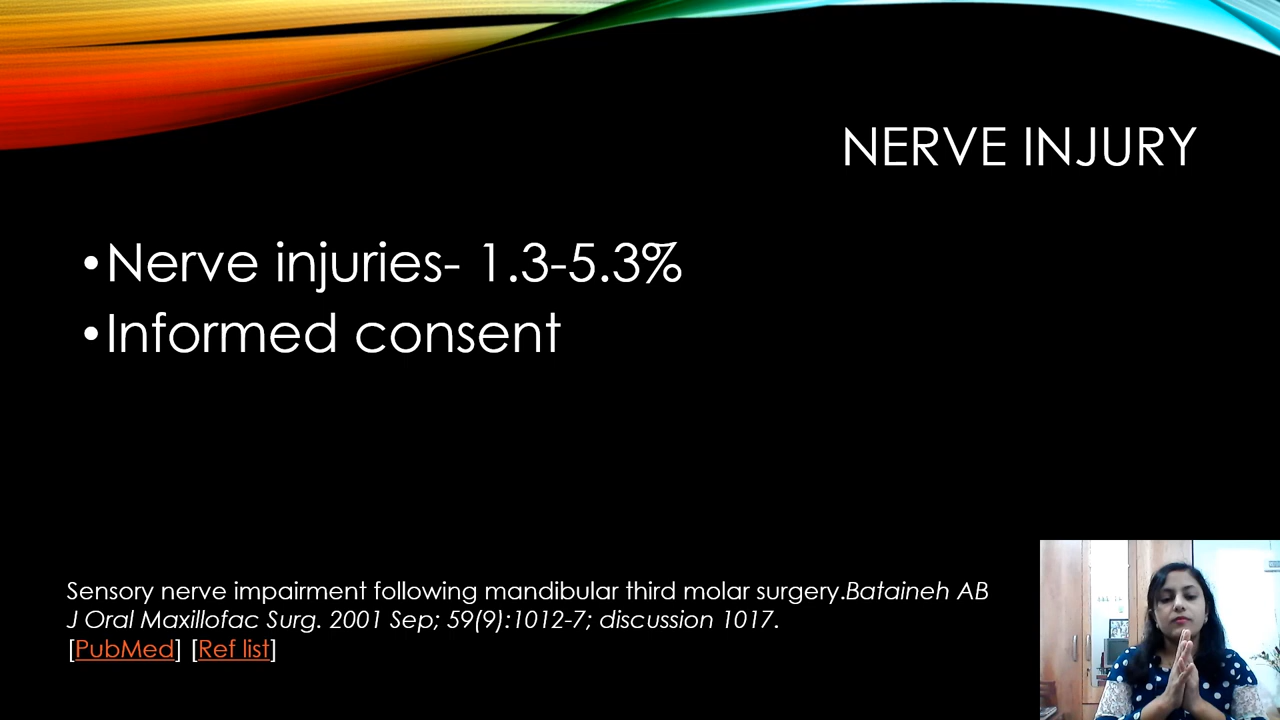 NERVE INJURY
•Nerve injuries- 1.3-5.3%
•Informed consent
Sensory nerve impairment following mandibular third molar surgery.Bataineh AB
J Oral Maxillofac Surg. 2001 Sep; 59(9):1012-7; discussion 1017.
[PubMed] [Ref list]